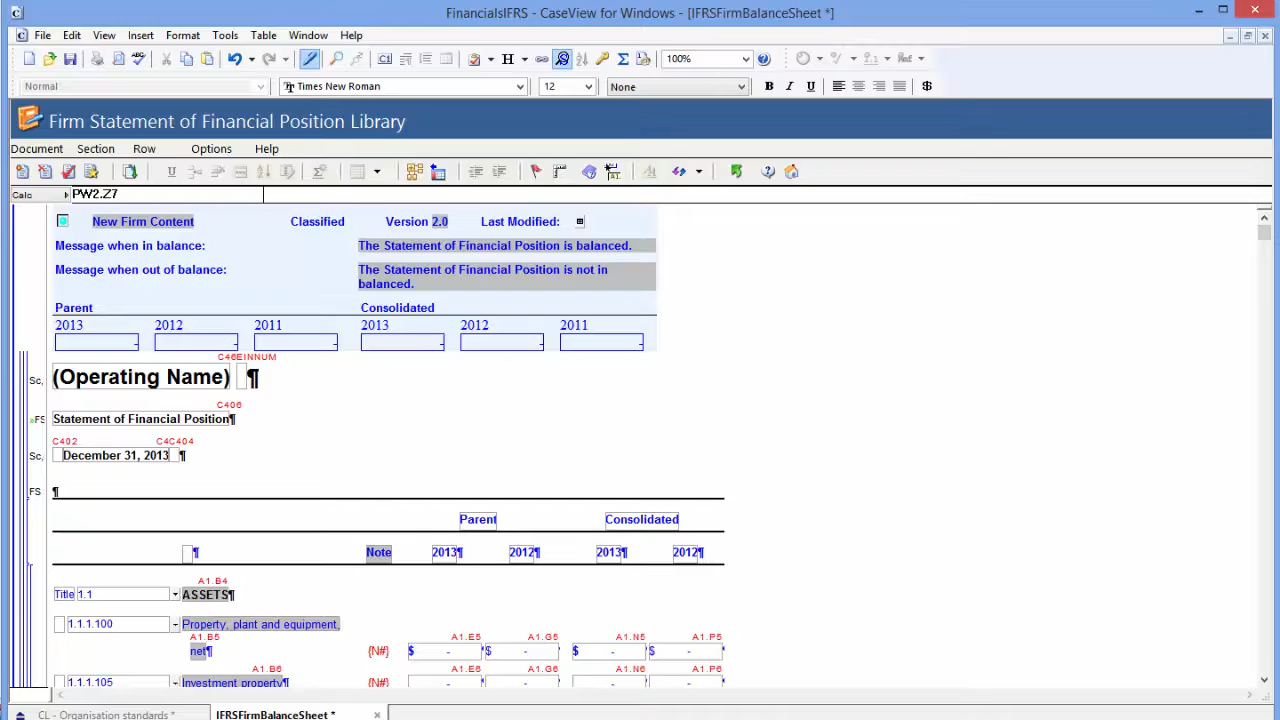 FinancialsIFRS - CaseView for Windows - [IFRSFirmBalanceSheet *]
File Edit View Insert Format Tools Table Window Help
100%
Normal Times New Roman 12 None B I U $
Firm Statement of Financial Position Library
Document Section Row Options Help
Calc PW2.Z7
New Firm Content Classified Version 2.0 Last Modified:
Message when in balance: The Statement of Financial Position is balanced.
Message when out of balance: The Statement of Financial Position is not in
balanced.
Parent Consolidated
2013 2012 2011 2013 2012 2011
- - - - - -
C46EINNUM
Sc, (Operating Name) ¶
C406
FS Statement of Financial Position¶
C402 C4C404
Sc, December 31, 2013 ¶
FS ¶
Parent Consolidated
¶ Note 2013¶ 2012¶ 2013¶ 2012¶
A1.B4
Title 1.1 ASSETS¶
1.1.1.100 Property, plant and equipment,
A1.B5 A1.E5 A1.G5 A1.N5 A1.P5
net¶ {N#} $ - $ - $ - $ -
A1.B6 A1.E6 A1.G6 A1.N6 A1.P6
1.1.1.105 Investment property¶ {N#} - - - -
CL - Organisation standards * IFRSFirmBalanceSheet * ×